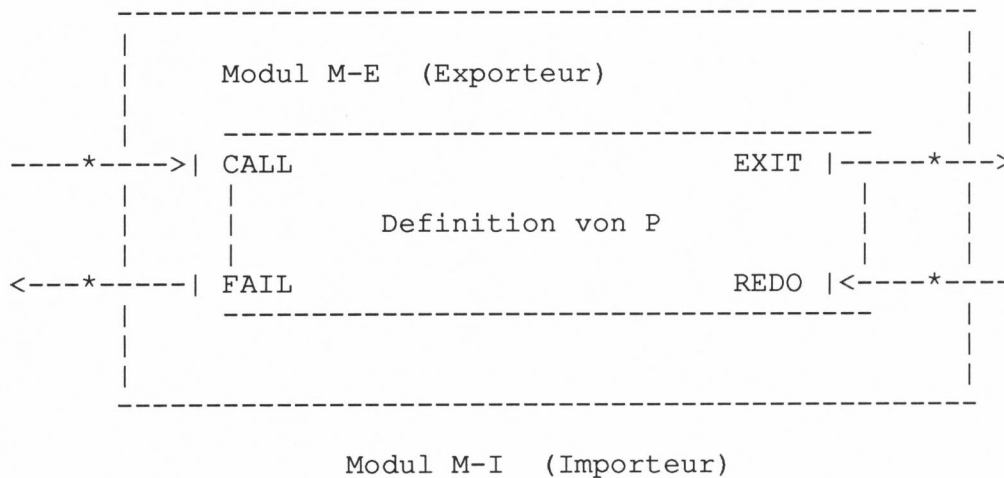 Modul M-E (Exporteur)
CALL EXIT
Definition von P
FAIL REDO
Modul M-I (Importeur)